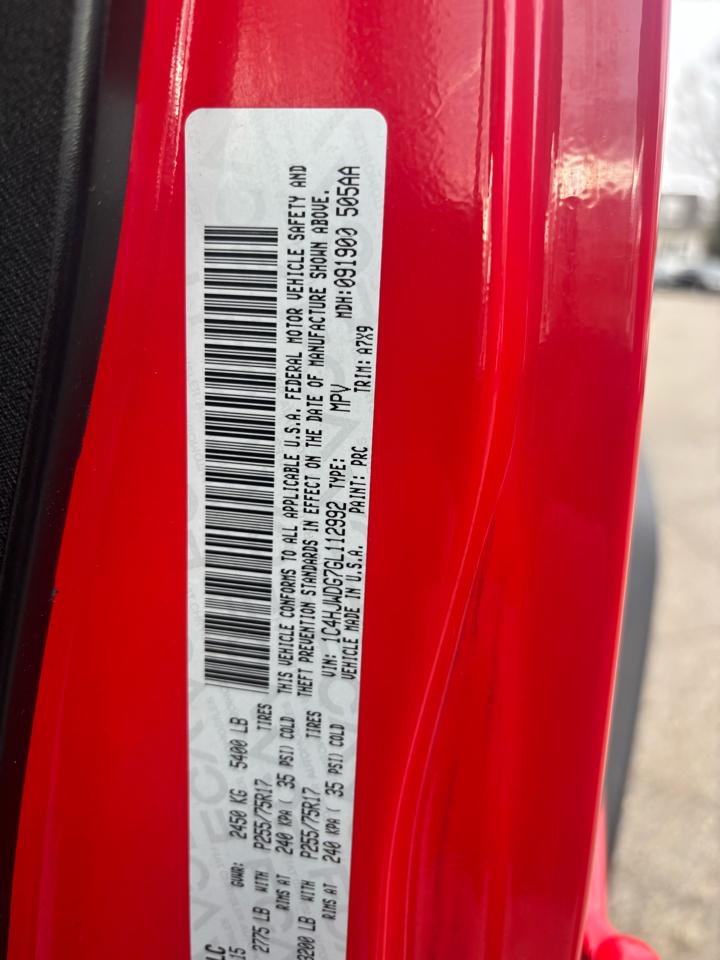 LC
15 GVWR: 2450 KG 5400 LB
2775 LB WITH P255/75R17 TIRES
RIMS AT 240 KPA ( 35 PSI) COLD
3200 LB WITH P255/75R17 TIRES
RIMS AT 240 KPA ( 35 PSI) COLD
THIS VEHICLE CONFORMS TO ALL APPLICABLE U.S.A. FEDERAL MOTOR VEHICLE SAFETY AND
THEFT PREVENTION STANDARDS IN EFFECT ON THE DATE OF MANUFACTURE SHOWN ABOVE.
VIN: 1C4HJWDG7GL112992 TYPE: MPV MDH:091900 505AA
VEHICLE MADE IN U.S.A. PAINT: PRC TRIM: A7X9